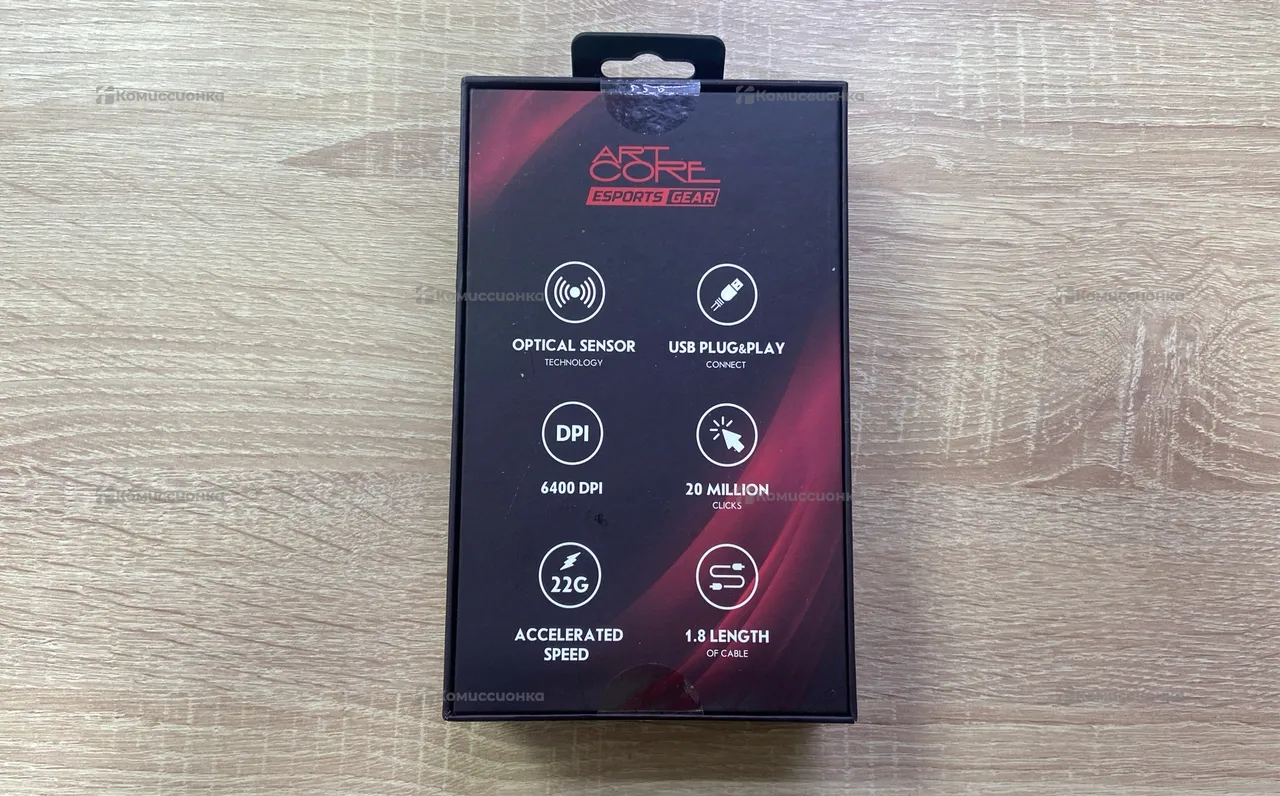 Комиссионка
Комиссионка
ART
CORE
ESPORTS GEAR
Комиссионка
Комиссионка
OPTICAL SENSOR
TECHNOLOGY
USB PLUG&PLAY
CONNECT
DPI
6400 DPI
20 MILLION
CLICKS
Комиссионка
Комиссионка
22G
ACCELERATED
SPEED
1.8 LENGTH
OF CABLE
Комиссионка